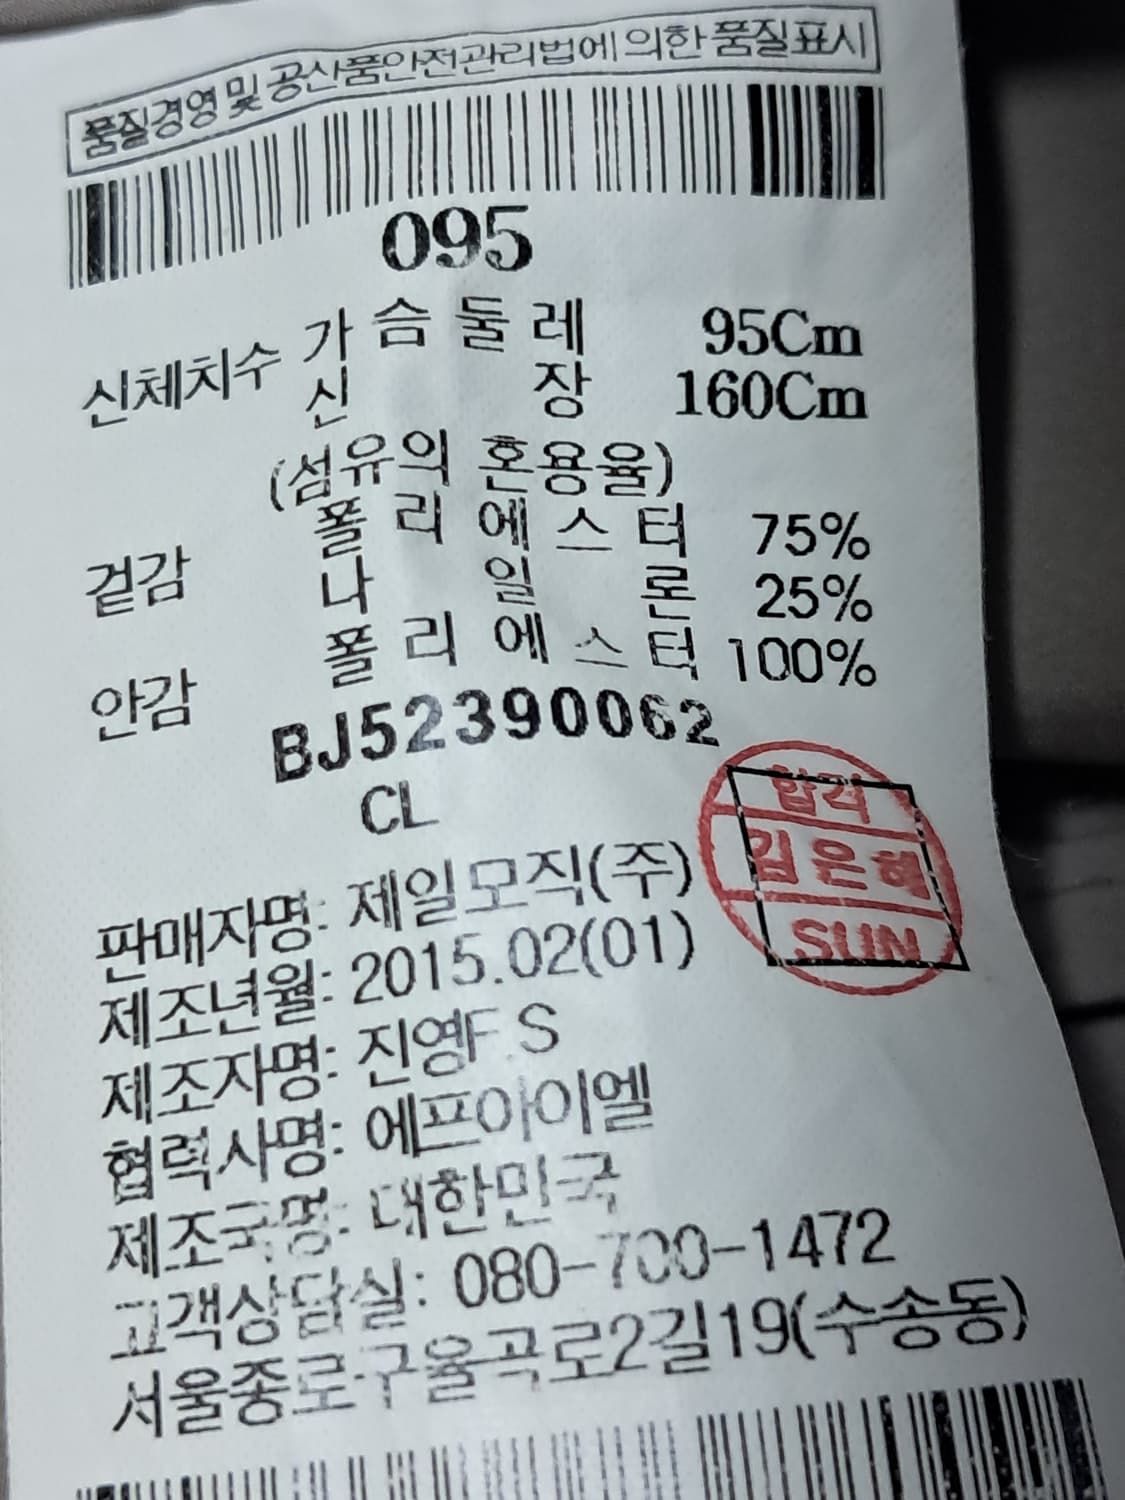 품질경영 및 공산품안전관리법에 의한 품질표시
095
신체치수 가슴둘레 95Cm
신장 160Cm
(섬유의 혼용율)
겉감 폴리에스터 75%
나일론 25%
안감 폴리에스터 100%
BJ52390062
CL
합격
김은혜
SUN
판매자명: 제일모직(주)
제조년월: 2015.02(01)
제조자명: 진영F.S
협력사명: 에프아이엘
제조국명: 대한민국
고객상담실: 080-700-1472
서울종로구율곡로2길19(수송동)